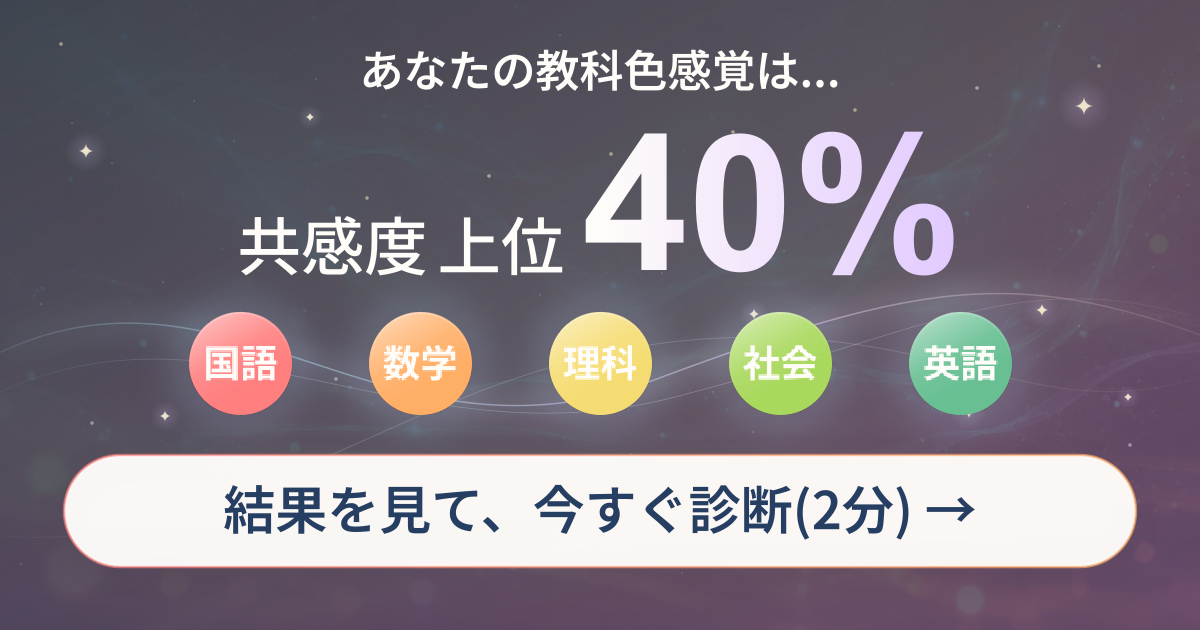 あなたの教科色感覚は...
共感度 上位 40%
国語 数学 理科 社会 英語
結果を見て、今すぐ診断(2分) →